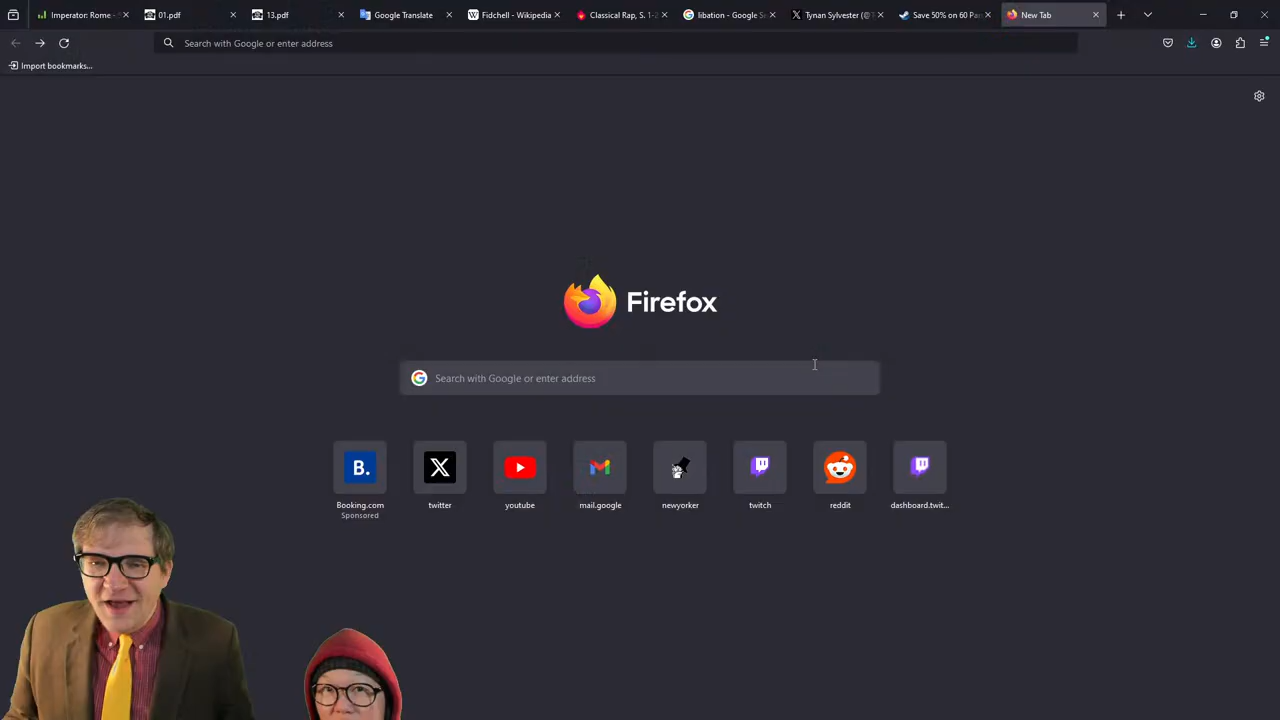 Imperator: Rome - S
01.pdf
13.pdf
Google Translate
Fidchell - Wikipedia
Classical Rap, S. 1-2
libation - Google Se
Tynan Sylvester (@T
Save 50% on 60 Par
New Tab
Search with Google or enter address
Import bookmarks...
Firefox
Search with Google or enter address
B.
Booking.com
Sponsored
twitter
youtube
mail.google
newyorker
twitch
reddit
dashboard.twit...